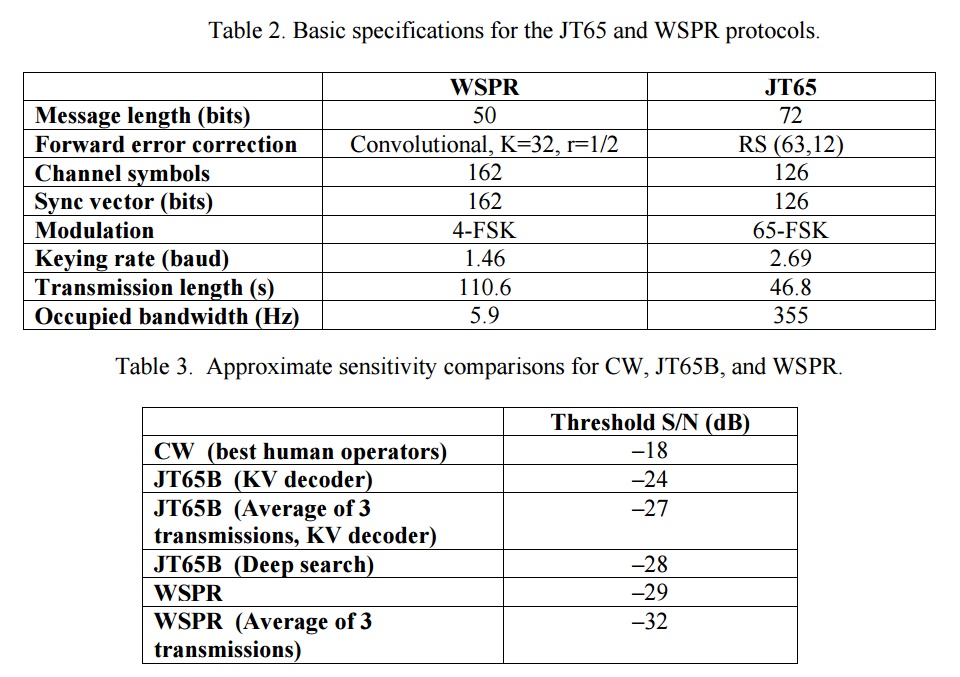 Table 2. Basic specifications for the JT65 and WSPR protocols.
WSPR JT65
Message length (bits) 50 72
Forward error correction Convolutional, K=32, r=1/2 RS (63,12)
Channel symbols 162 126
Sync vector (bits) 162 126
Modulation 4-FSK 65-FSK
Keying rate (baud) 1.46 2.69
Transmission length (s) 110.6 46.8
Occupied bandwidth (Hz) 5.9 355
Table 3. Approximate sensitivity comparisons for CW, JT65B, and WSPR.
Threshold S/N (dB)
CW (best human operators) –18
JT65B (KV decoder) –24
JT65B (Average of 3 –27
transmissions, KV decoder)
JT65B (Deep search) –28
WSPR –29
WSPR (Average of 3 –32
transmissions)